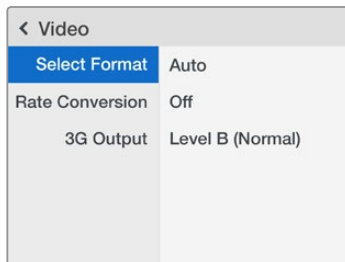 < Video
Select Format Auto
Rate Conversion Off
3G Output Level B (Normal)